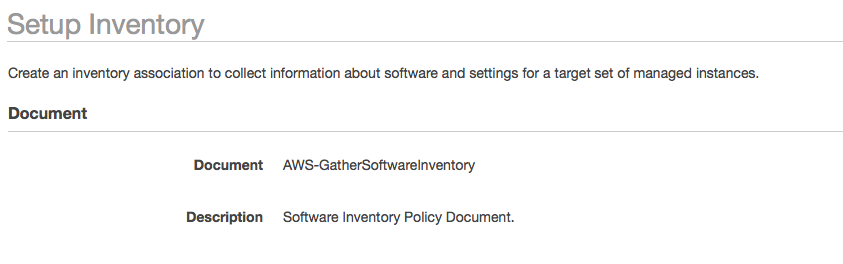 Setup Inventory
Create an inventory association to collect information about software and settings for a target set of managed instances.
Document
Document AWS-GatherSoftwareInventory
Description Software Inventory Policy Document.